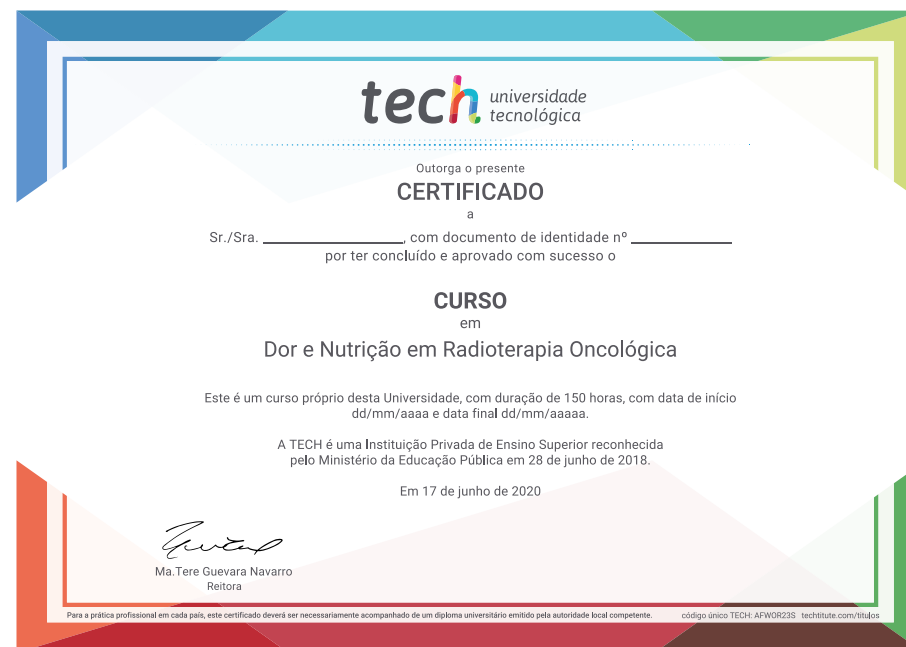 tech universidade
tecnológica
Outorga o presente
CERTIFICADO
a
Sr./Sra. ____________________, com documento de identidade nº ______________
por ter concluído e aprovado com sucesso o
CURSO
em
Dor e Nutrição em Radioterapia Oncológica
Este é um curso próprio desta Universidade, com duração de 150 horas, com data de início
dd/mm/aaaa e data final dd/mm/aaaaa.
A TECH é uma Instituição Privada de Ensino Superior reconhecida
pelo Ministério da Educação Pública em 28 de junho de 2018.
Em 17 de junho de 2020
Ma.Tere Guevara Navarro
Reitora
Para a prática profissional em cada país, este certificado deverá ser necessariamente acompanhado de um diploma universitário emitido pela autoridade local competente. código único TECH: AFWOR23S techtitute.com/titulos